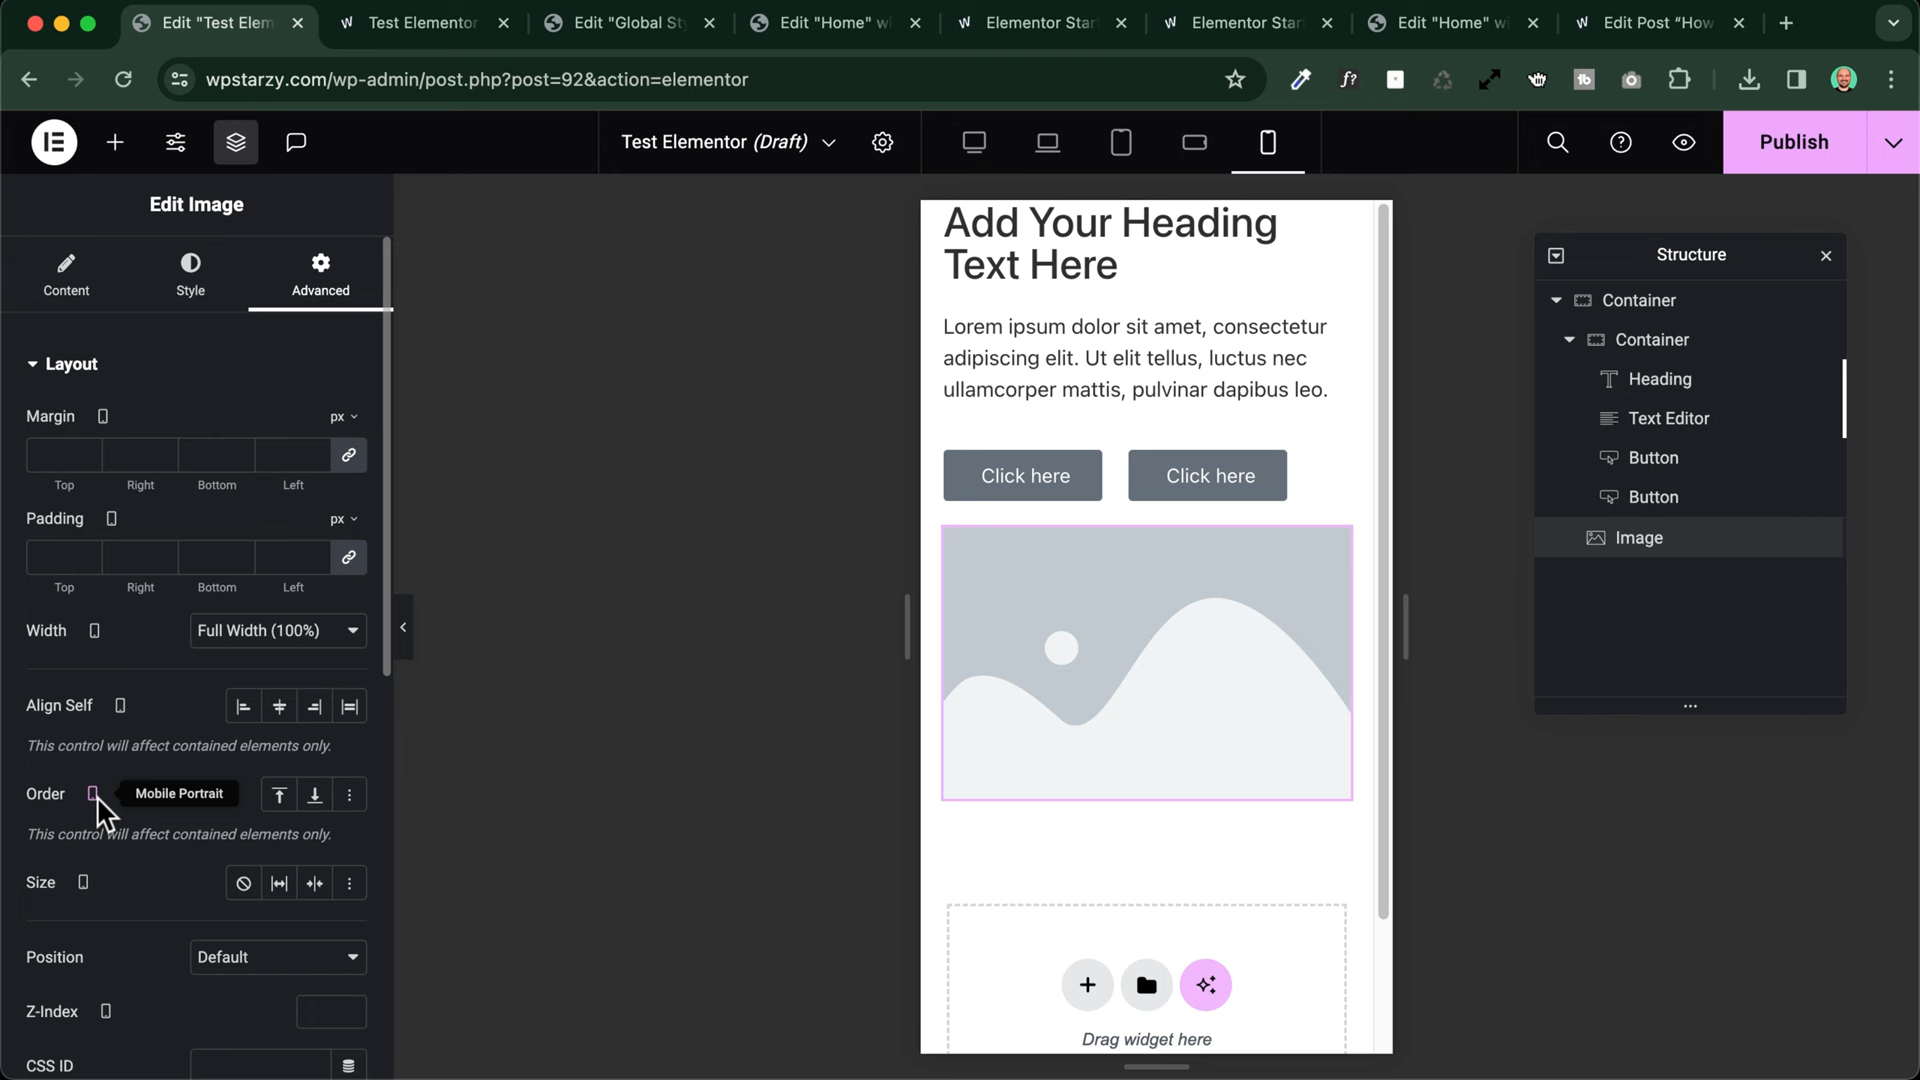 Edit "Test Elem
Test Elementor
Edit "Global St
Edit "Home" wi
Elementor Star
Elementor Star
Edit "Home" wi
Edit Post “How
wpstarzy.com/wp-admin/post.php?post=92&action=elementor
f?
tb
Test Elementor (Draft)
Publish
Edit Image
Content
Style
Advanced
Layout
Margin
px
Top
Right
Bottom
Left
Padding
px
Top
Right
Bottom
Left
Width
Full Width (100%)
Align Self
This control will affect contained elements only.
Order
Mobile Portrait
This control will affect contained elements only.
Size
Position
Default
Z-Index
CSS ID
Add Your Heading
Text Here
Lorem ipsum dolor sit amet, consectetur
adipiscing elit. Ut elit tellus, luctus nec
ullamcorper mattis, pulvinar dapibus leo.
Click here
Click here
Drag widget here
Structure
Container
Container
Heading
Text Editor
Button
Button
Image